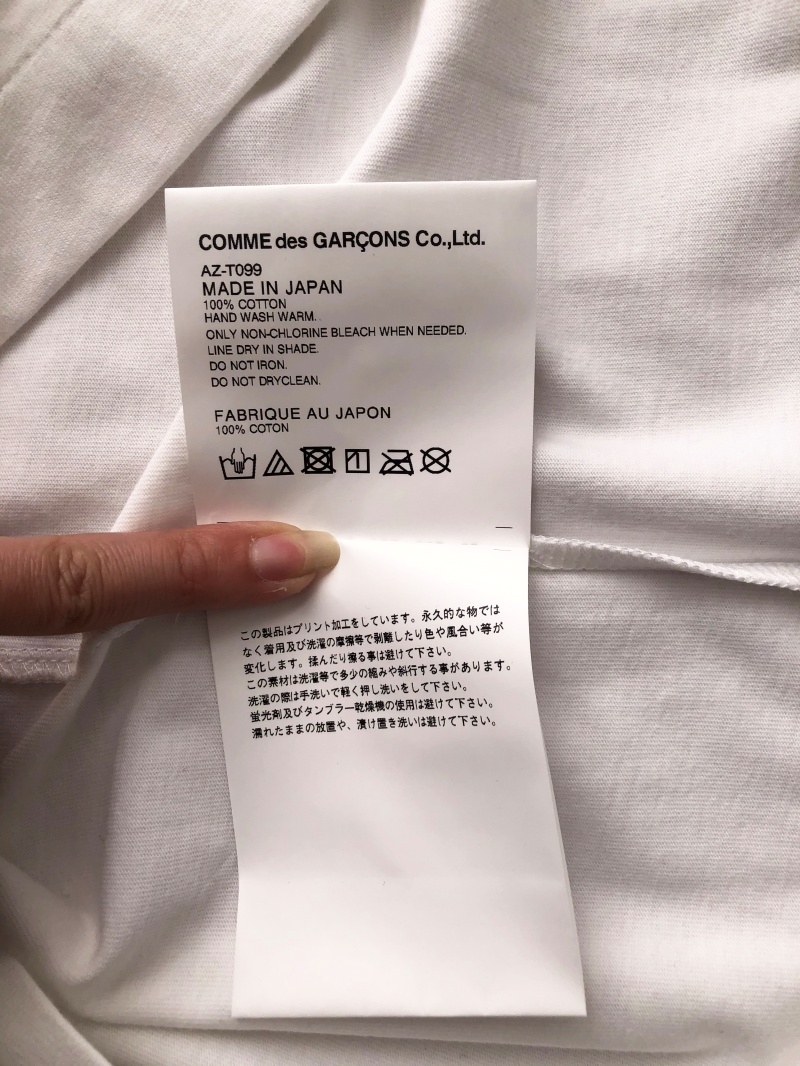 COMME des GARÇONS Co.,Ltd.
AZ-T099
MADE IN JAPAN
100% COTTON
HAND WASH WARM.
ONLY NON-CHLORINE BLEACH WHEN NEEDED.
LINE DRY IN SHADE.
DO NOT IRON.
DO NOT DRYCLEAN.
FABRIQUE AU JAPON
100% COTON
この製品はプリント加工をしています。永久的な物では
なく着用及び洗濯の摩擦等で剥離したり色や風合い等が
変化します。揉んだり擦る事は避けて下さい。
この素材は洗濯等で多少の縮みや斜行する事があります。
洗濯の際は手洗いで軽く押し洗いをして下さい。
蛍光剤及びタンブラー乾燥機の使用は避けて下さい。
濡れたままの放置や、漬け置き洗いは避けて下さい。